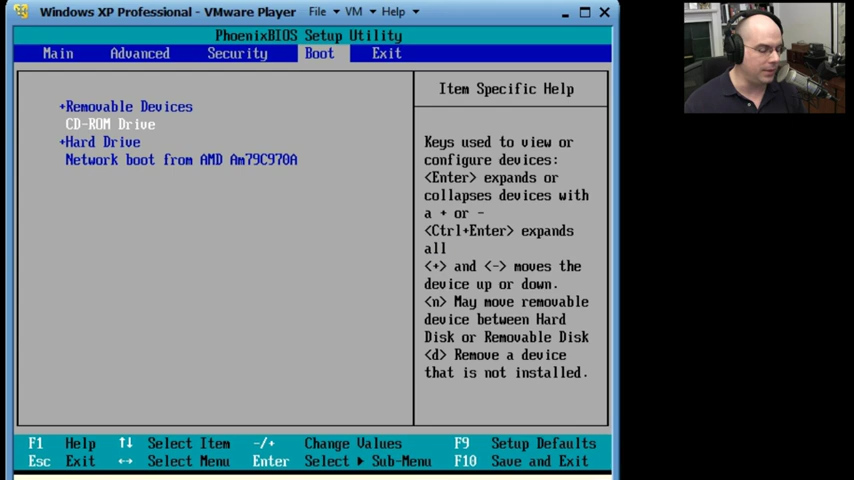 Windows XP Professional - VMware Player File ▾ VM ▾ Help ▾
PhoenixBIOS Setup Utility
Main Advanced Security Boot Exit
+Removable Devices
CD-ROM Drive
+Hard Drive
Network boot from AMD Am79C970A
Item Specific Help
Keys used to view or
configure devices:
<Enter> expands or
collapses devices with
a + or -
<Ctrl+Enter> expands
all
<+> and <-> moves the
device up or down.
<n> May move removable
device between Hard
Disk or Removable Disk
<d> Remove a device
that is not installed.
F1 Help ↑↓ Select Item -/+ Change Values F9 Setup Defaults
Esc Exit ↔ Select Menu Enter Select ▸ Sub-Menu F10 Save and Exit